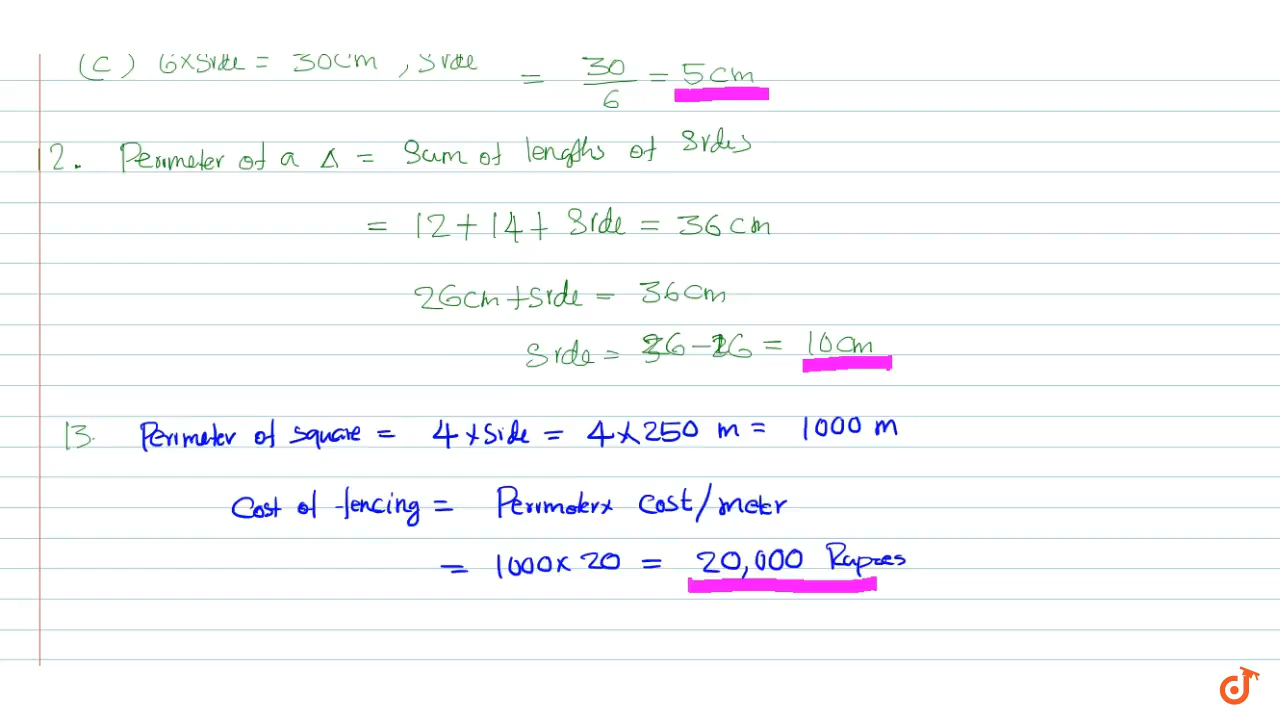 (C) 6×Side = 30cm , Side = 30/6 = 5cm
12. Perimeter of a Δ = Sum of lengths of Sides
= 12 + 14 + Side = 36cm
26cm + Side = 36cm
Side = 36 - 26 = 10cm
13. Perimeter of square = 4 × Side = 4 × 250 m = 1000 m
Cost of fencing = Perimeter × cost/meter
= 1000 × 20 = 20,000 Rupees